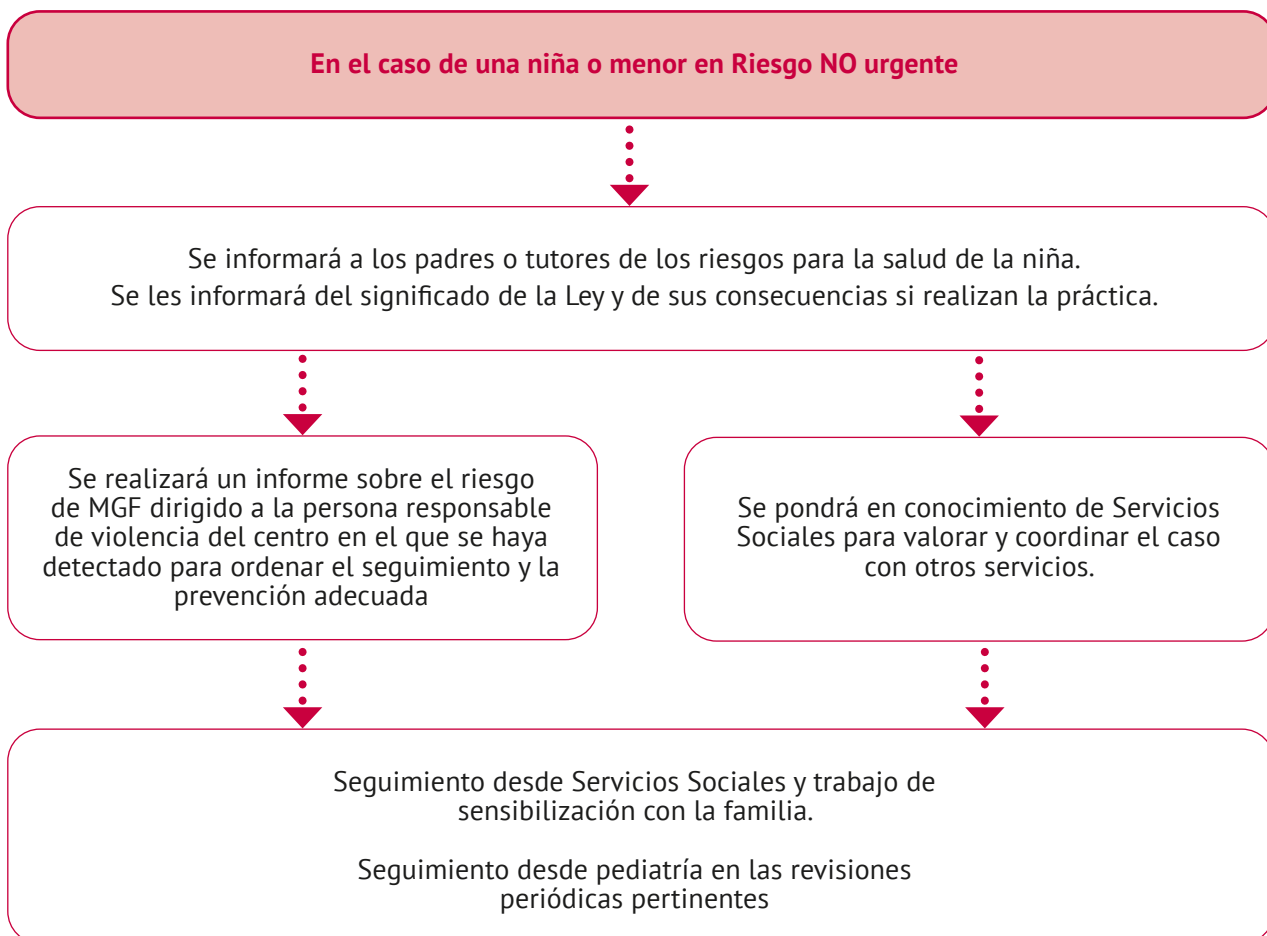 En el caso de una niña o menor en Riesgo NO urgente
Se informará a los padres o tutores de los riesgos para la salud de la niña.
Se les informará del significado de la Ley y de sus consecuencias si realizan la práctica.
Se realizará un informe sobre el riesgo
de MGF dirigido a la persona responsable
de violencia del centro en el que se haya
detectado para ordenar el seguimiento y la
prevención adecuada
Se pondrá en conocimiento de Servicios
Sociales para valorar y coordinar el caso
con otros servicios.
Seguimiento desde Servicios Sociales y trabajo de
sensibilización con la familia.
Seguimiento desde pediatría en las revisiones
periódicas pertinentes